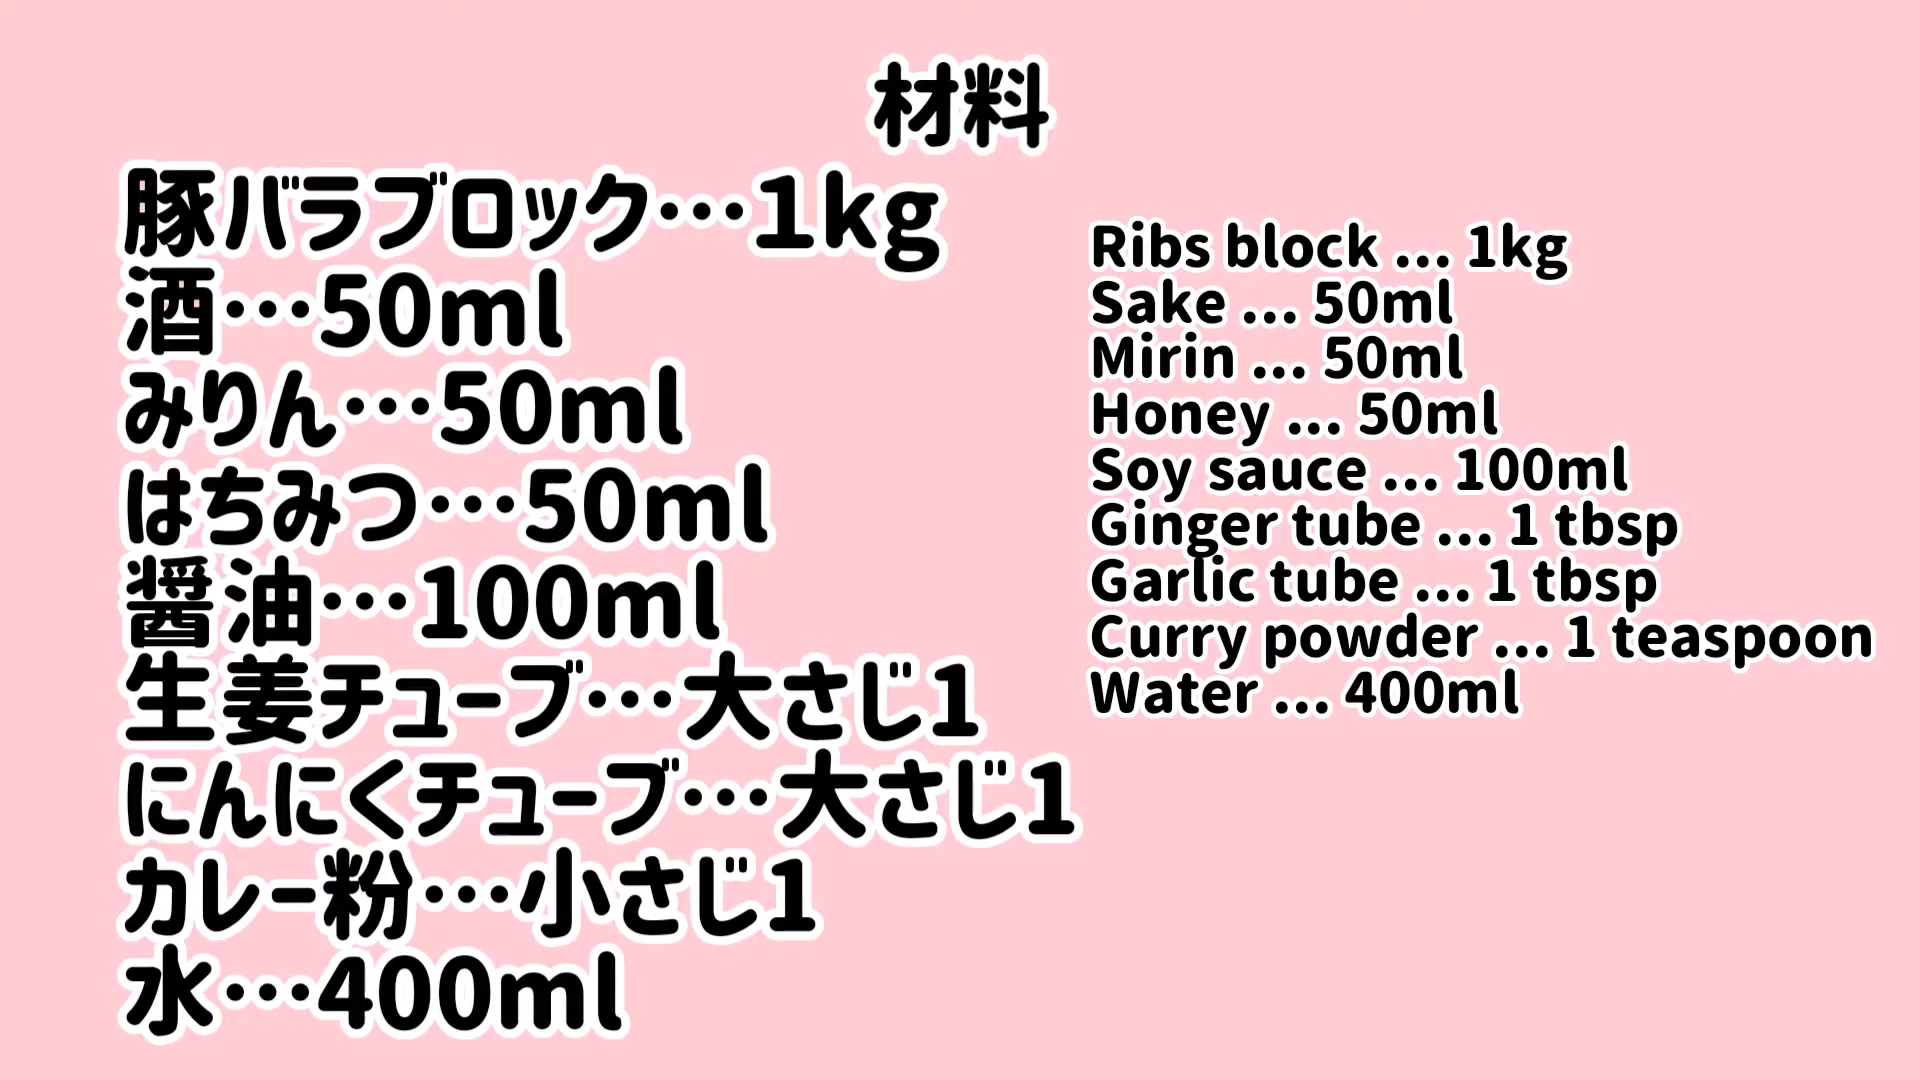 材料
豚バラブロック…1kg
酒…50ml
みりん…50ml
はちみつ…50ml
醤油…100ml
生姜チューブ…大さじ1
にんにくチューブ…大さじ1
カレー粉…小さじ1
水…400ml
Ribs block ... 1kg
Sake ... 50ml
Mirin ... 50ml
Honey ... 50ml
Soy sauce ... 100ml
Ginger tube ... 1 tbsp
Garlic tube ... 1 tbsp
Curry powder ... 1 teaspoon
Water ... 400ml